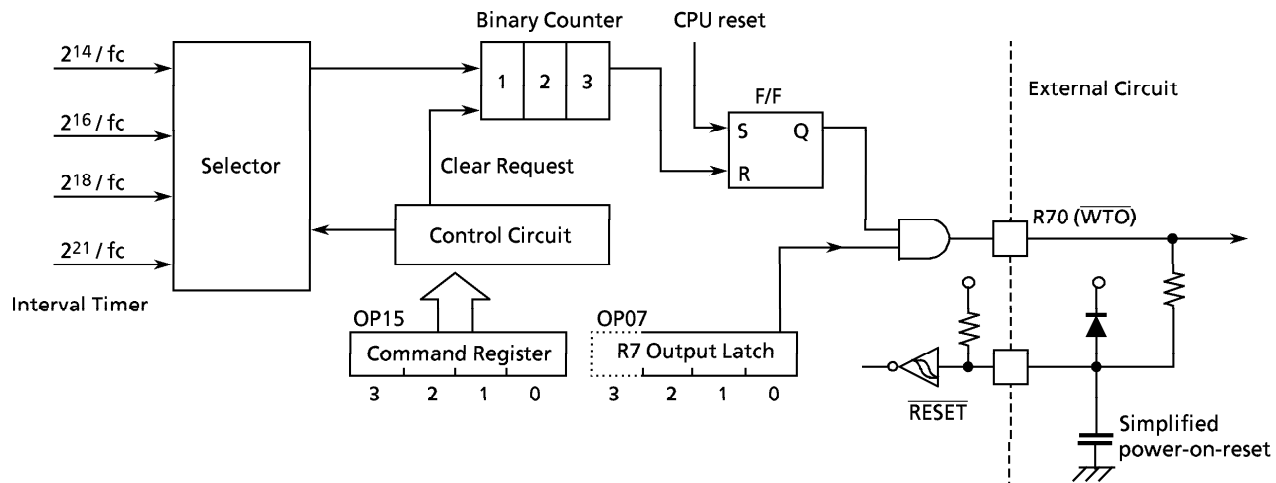 Binary Counter
CPU reset
2¹⁴ / fc
2¹⁶ / fc
2¹⁸ / fc
2²¹ / fc
Interval Timer
Selector
1 2 3
Clear Request
Control Circuit
F/F
S Q
R
External Circuit
R70 (W̅T̅O̅)
OP15
Command Register
3 2 1 0
OP07
R7 Output Latch
3 2 1 0
R̅E̅S̅E̅T̅
Simplified
power-on-reset